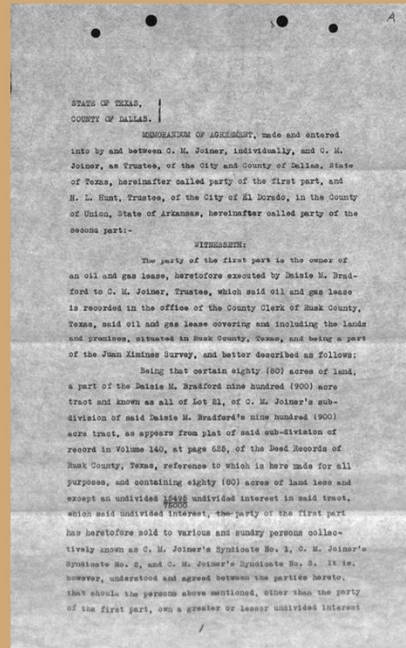 A
STATE OF TEXAS,
COUNTY OF DALLAS.
MEMORANDUM OF AGREEMENT, made and entered
into by and between C. M. Joiner, individually, and C. M.
Joiner, as Trustee, of the City and County of Dallas, State
of Texas, hereinafter called party of the first part, and
H. L. Hunt, Trustee, of the City of El Dorado, in the County
of Union, State of Arkansas, hereinafter called party of the
second part:-
WITNESSETH:
The party of the first part is the owner of
an oil and gas lease, heretofore executed by Daisie M. Brad-
ford to C. M. Joiner, Trustee, which said oil and gas lease
is recorded in the office of the County Clerk of Rusk County,
Texas, said oil and gas lease covering and including the lands
and premises, situated in Rusk County, Texas, and being a part
of the Juan Ximines Survey, and better described as follows:
Being that certain eighty (80) acres of land,
a part of the Daisie M. Bradford nine hundred (900) acre
tract and known as all of Lot 21, of C. M. Joiner's sub-
division of said Daisie M. Bradford's nine hundred (900)
acre tract, as appears from plat of said sub-division of
record in Volume 140, at page 625, of the Deed Records of
Rusk County, Texas, reference to which is here made for all
purposes, and containing eighty (80) acres of land less and
except an undivided undivided interest in said tract,
75000
which said undivided interest, the party of the first part
has heretofore sold to various and sundry persons collec-
tively known as C. M. Joiner's Syndicate No. 1, C. M. Joiner's
Syndicate No. 2, and C. M. Joiner's Syndicate No. 3. It is,
however, understood and agreed between the parties hereto,
that should the persons above mentioned, other than the party
of the first part, own a greater or lesser undivided interest